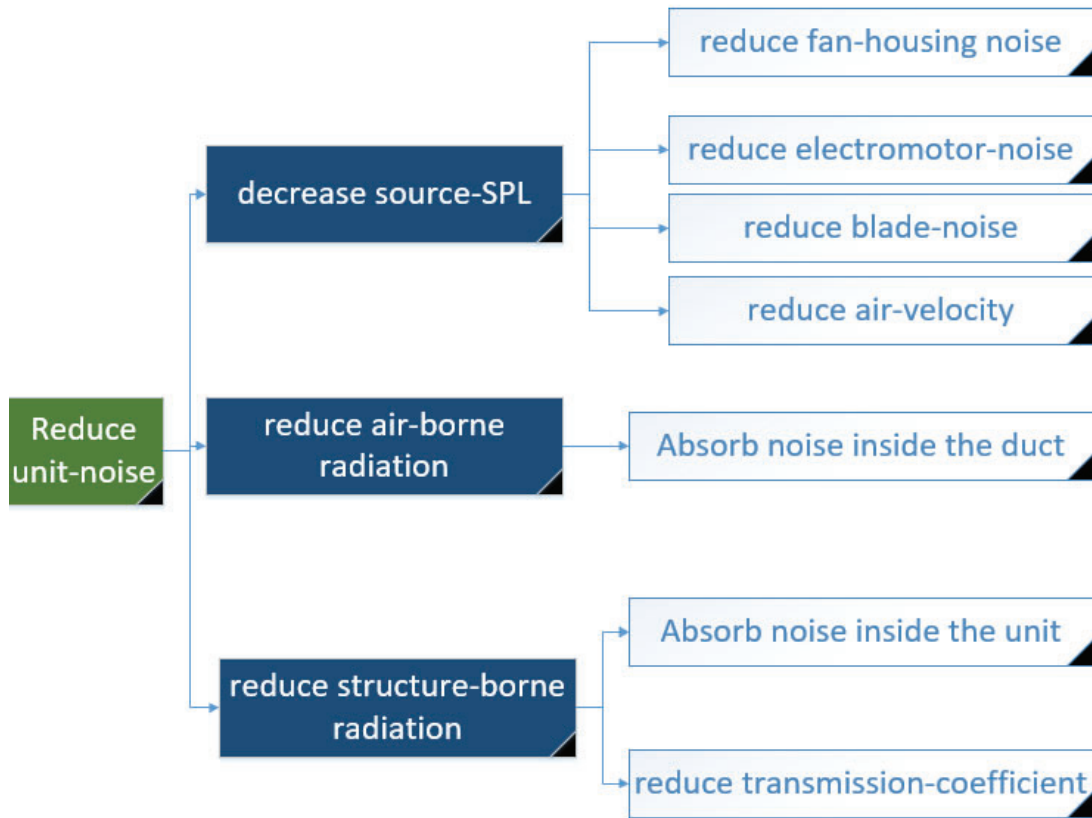 reduce fan-housing noise
reduce electromotor-noise
decrease source-SPL
reduce blade-noise
reduce air-velocity
Reduce
unit-noise
reduce air-borne
radiation
Absorb noise inside the duct
Absorb noise inside the unit
reduce structure-borne
radiation
reduce transmission-coefficient